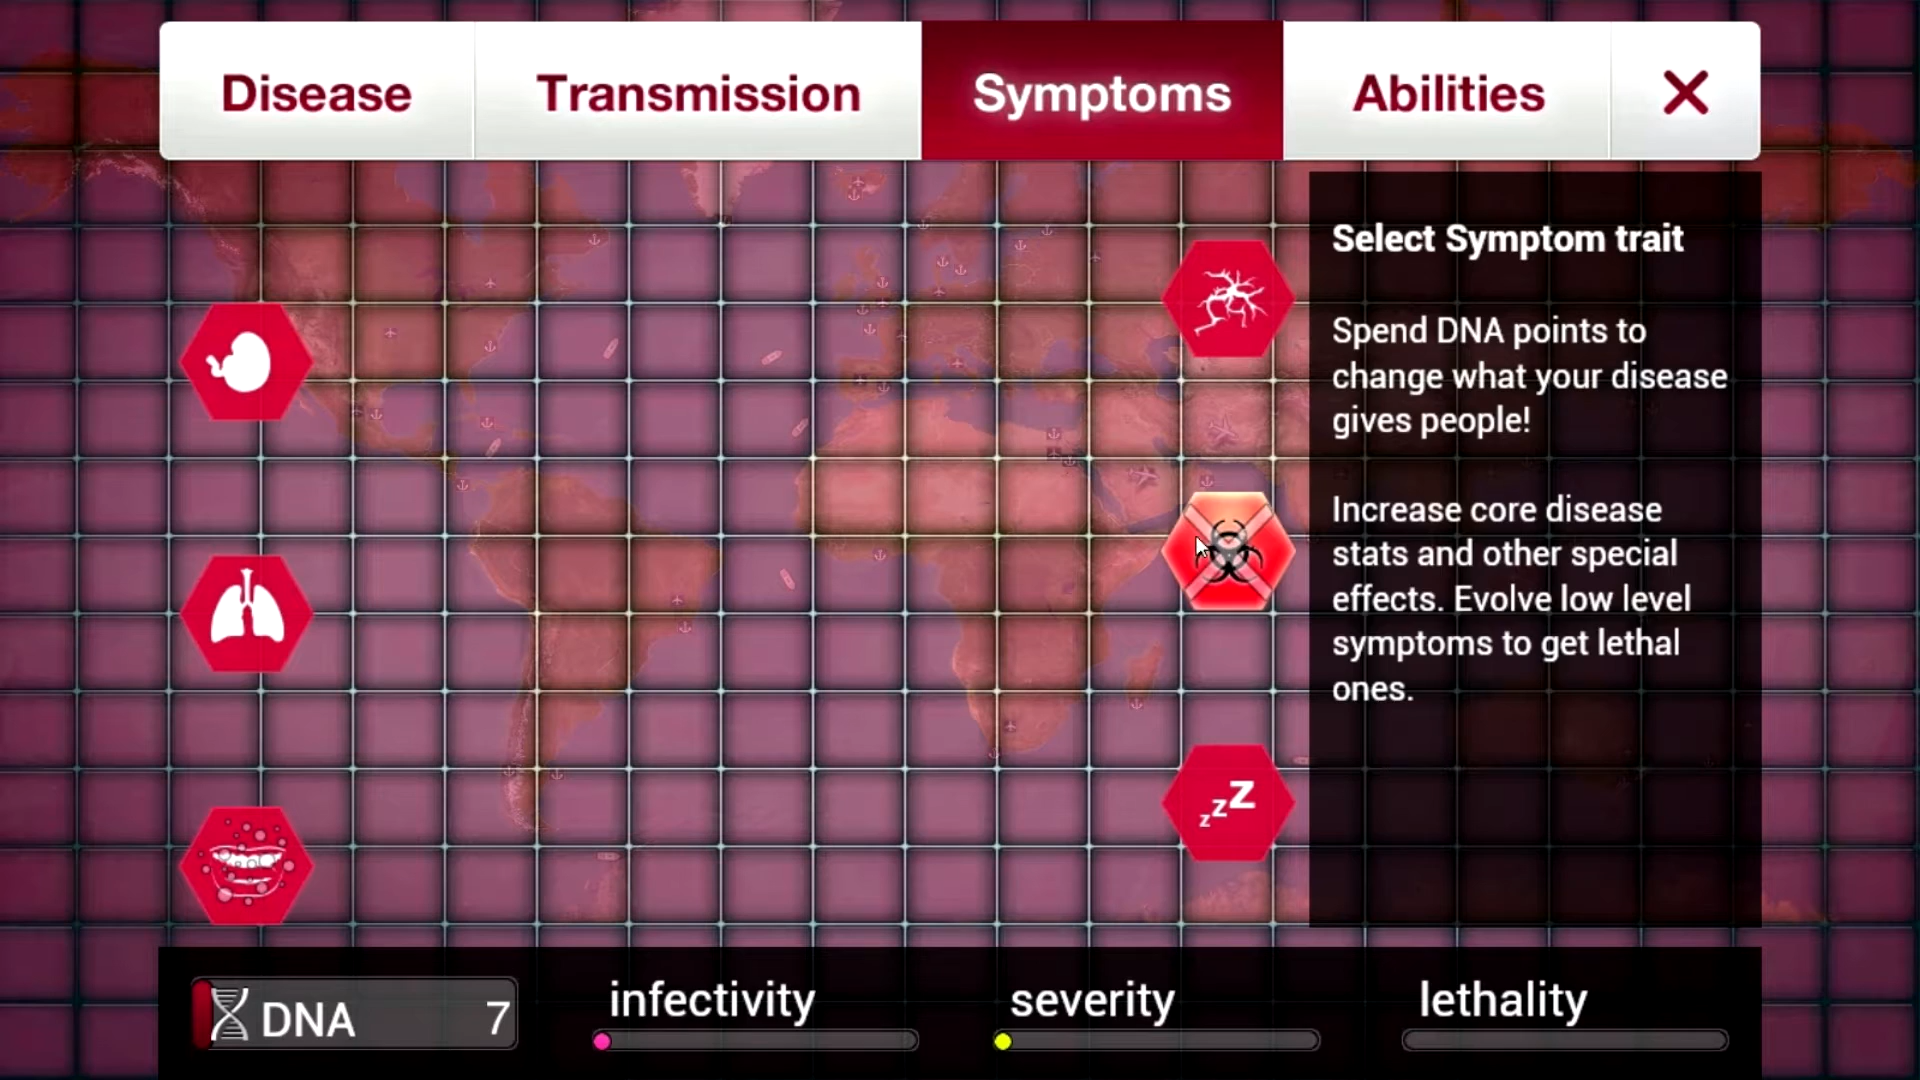 Disease
Transmission
Symptoms
Abilities
Select Symptom trait
Spend DNA points to
change what your disease
gives people!
Increase core disease
stats and other special
effects. Evolve low level
symptoms to get lethal
ones.
z z Z
DNA 7
infectivity
severity
lethality